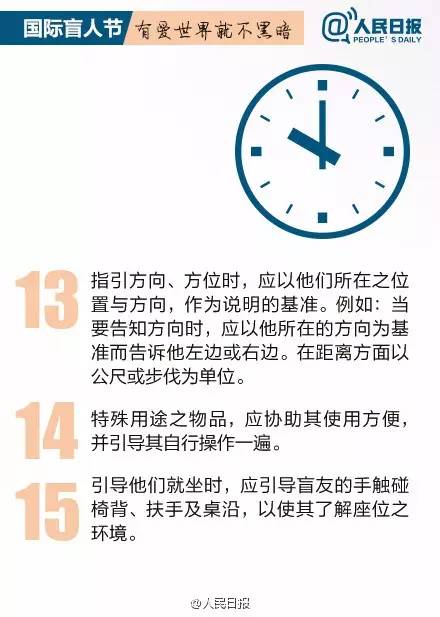 国际盲人节
有爱世界就不黑暗
@人民日报
PEOPLE'S DAILY
13
指引方向、方位时，应以他们所在之位
置与方向，作为说明的基准。例如：当
要告知方向时，应以他所在的方向为基
准而告诉他左边或右边。在距离方面以
公尺或步伐为单位。
14
特殊用途之物品，应协助其使用方便，
并引导其自行操作一遍。
15
引导他们就坐时，应引导盲友的手触碰
椅背、扶手及桌沿，以使其了解座位之
环境。
@人民日报